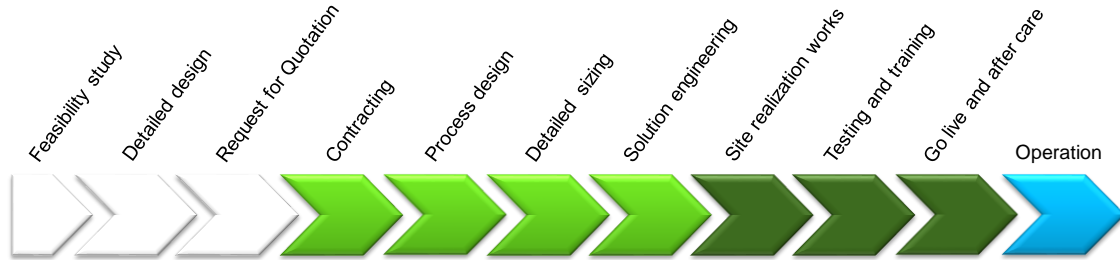 Feasibility study
Detailed design
Request for Quotation
Contracting
Process design
Detailed sizing
Solution engineering
Site realization works
Testing and training
Go live and after care
Operation